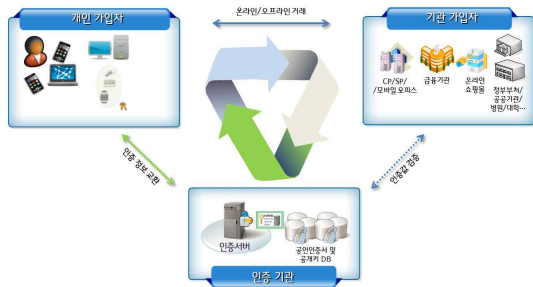 개인 가입자
온라인/오프라인 거래
기관 가입자
CP/SP/
/모바일 오피스
금융기관
온라인
쇼핑몰
정부부처/
공공기관/
병원/대학...
인증 정보 교환
인증값 검증
인증서버
공인인증서 및
공개키 DB
인증 기관